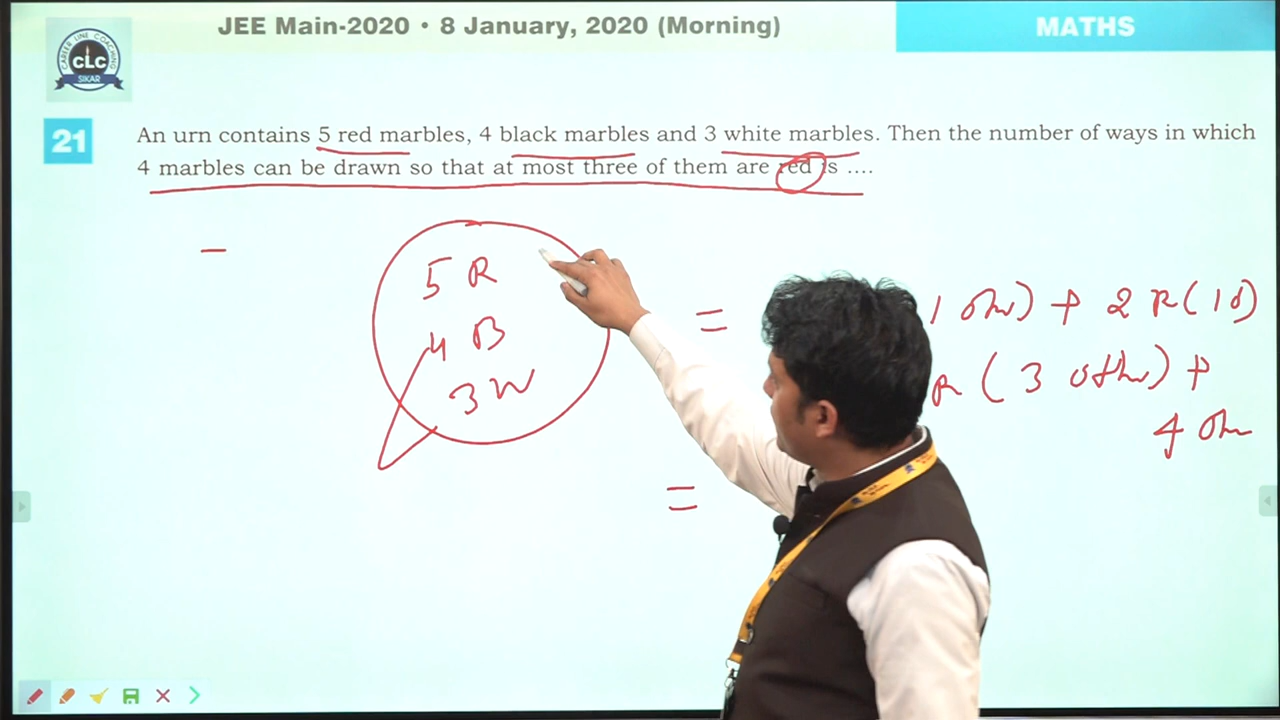 JEE Main-2020 • 8 January, 2020 (Morning)
MATHS
CAREER LINE COACHING
CLC
SIKAR
21
An urn contains 5 red marbles, 4 black marbles and 3 white marbles. Then the number of ways in which
4 marbles can be drawn so that at most three of them are red is ....
–
5 R
4 B
3 W
= 1 other) + 2 R (10)
R (3 other) +
4 other
=